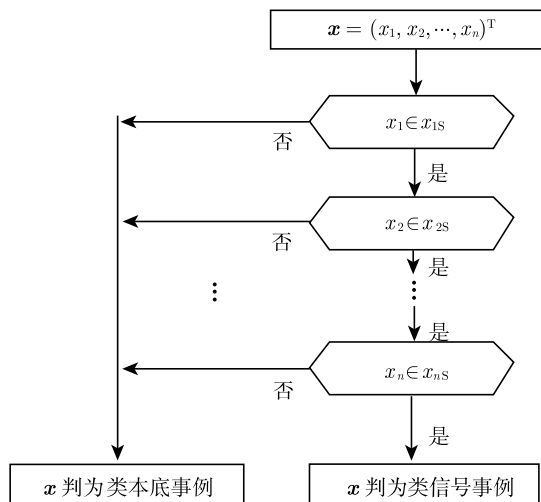 x = (x₁, x₂, ⋯, xₙ)ᵀ
x₁∈x₁S
否
是
x₂∈x₂S
否
是
⋮
⋮
是
xₙ∈xₙS
否
是
x 判为类本底事例
x 判为类信号事例